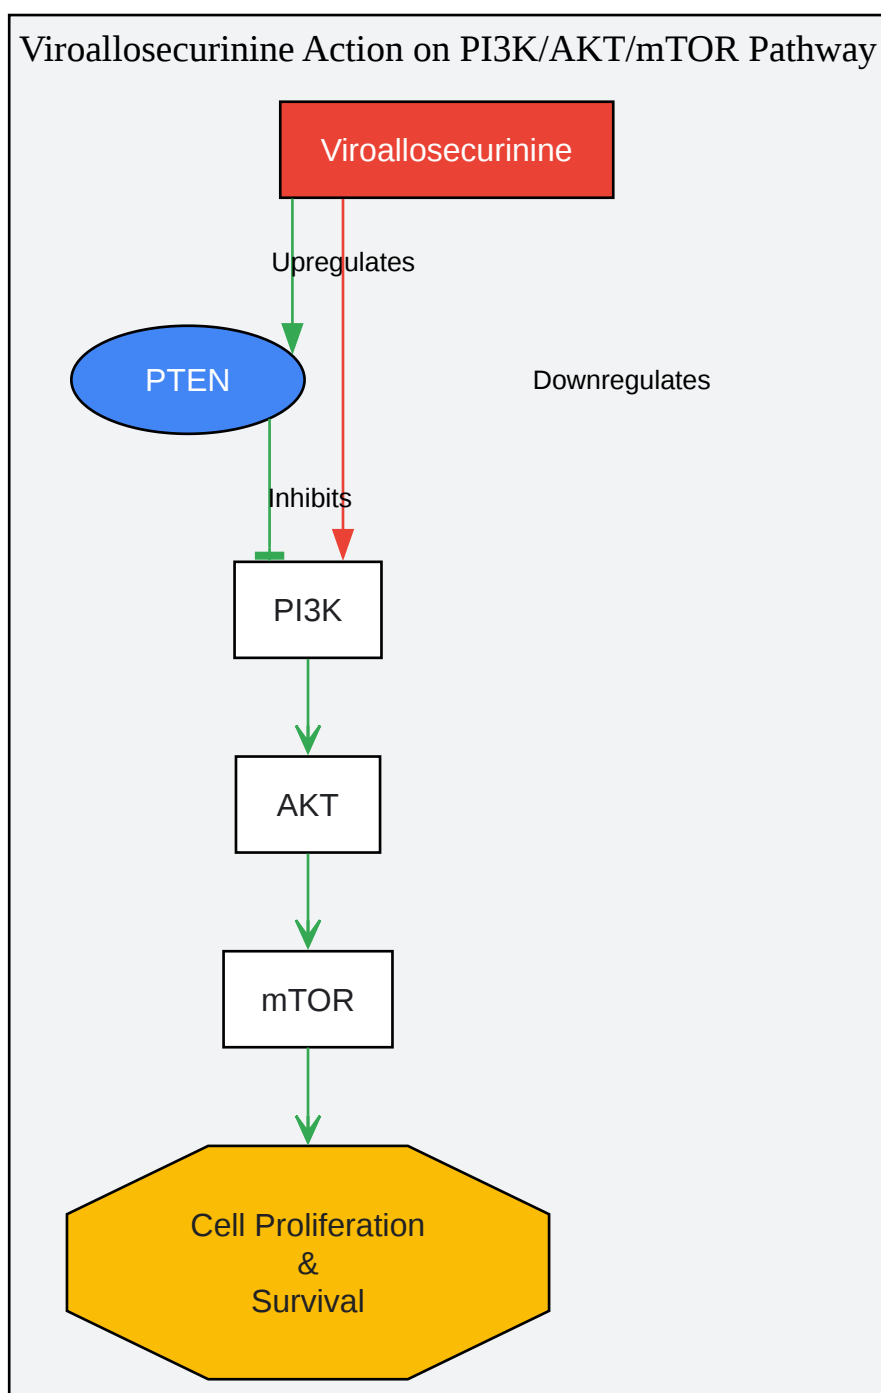 Viroallosecurinine Action on PI3K/AKT/mTOR Pathway
Viroallosecurinine
Upregulates
PTEN
Downregulates
Inhibits
PI3K
AKT
mTOR
Cell Proliferation
&
Survival